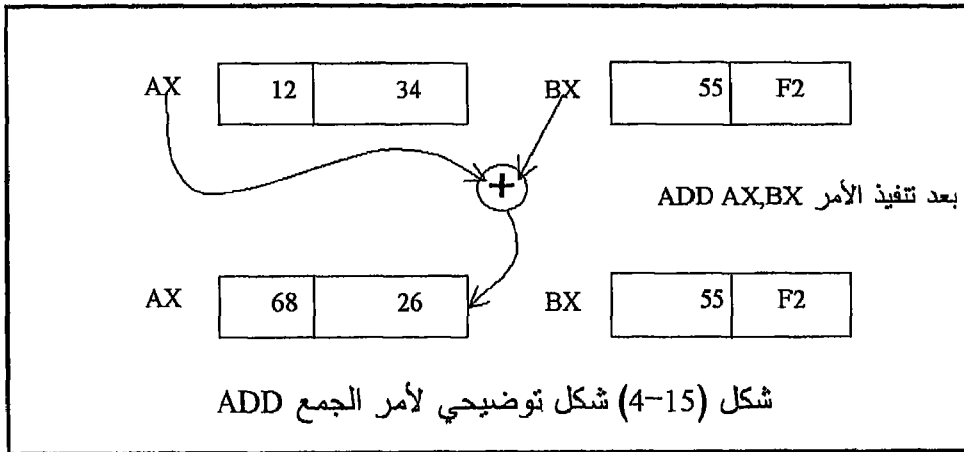 AX 12 34 BX 55 F2
+
بعد تنفيذ الأمر ADD AX,BX
AX 68 26 BX 55 F2
شكل (15-4) شكل توضيحي لأمر الجمع ADD